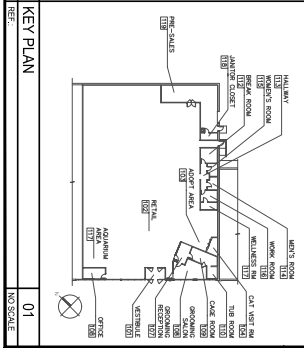 PRE-SALES
119
JANITOR CLOSET
118
BREAK ROOM
112
WOMEN'S ROOM
115
HALLWAY
113
MEN'S ROOM
114
WORK ROOM
116
WELLNESS RM
117
ADOPT AREA
103
CAT VISIT RM
104
TUB ROOM
110
CAGE ROOM
109
GROOMING
SALON
108
GROOMING
RECEPTION
107
VESTIBULE
101
RETAIL
102
AQUARIUM
AREA
117
OFFICE
106
KEY PLAN
01
REF.:
NO SCALE